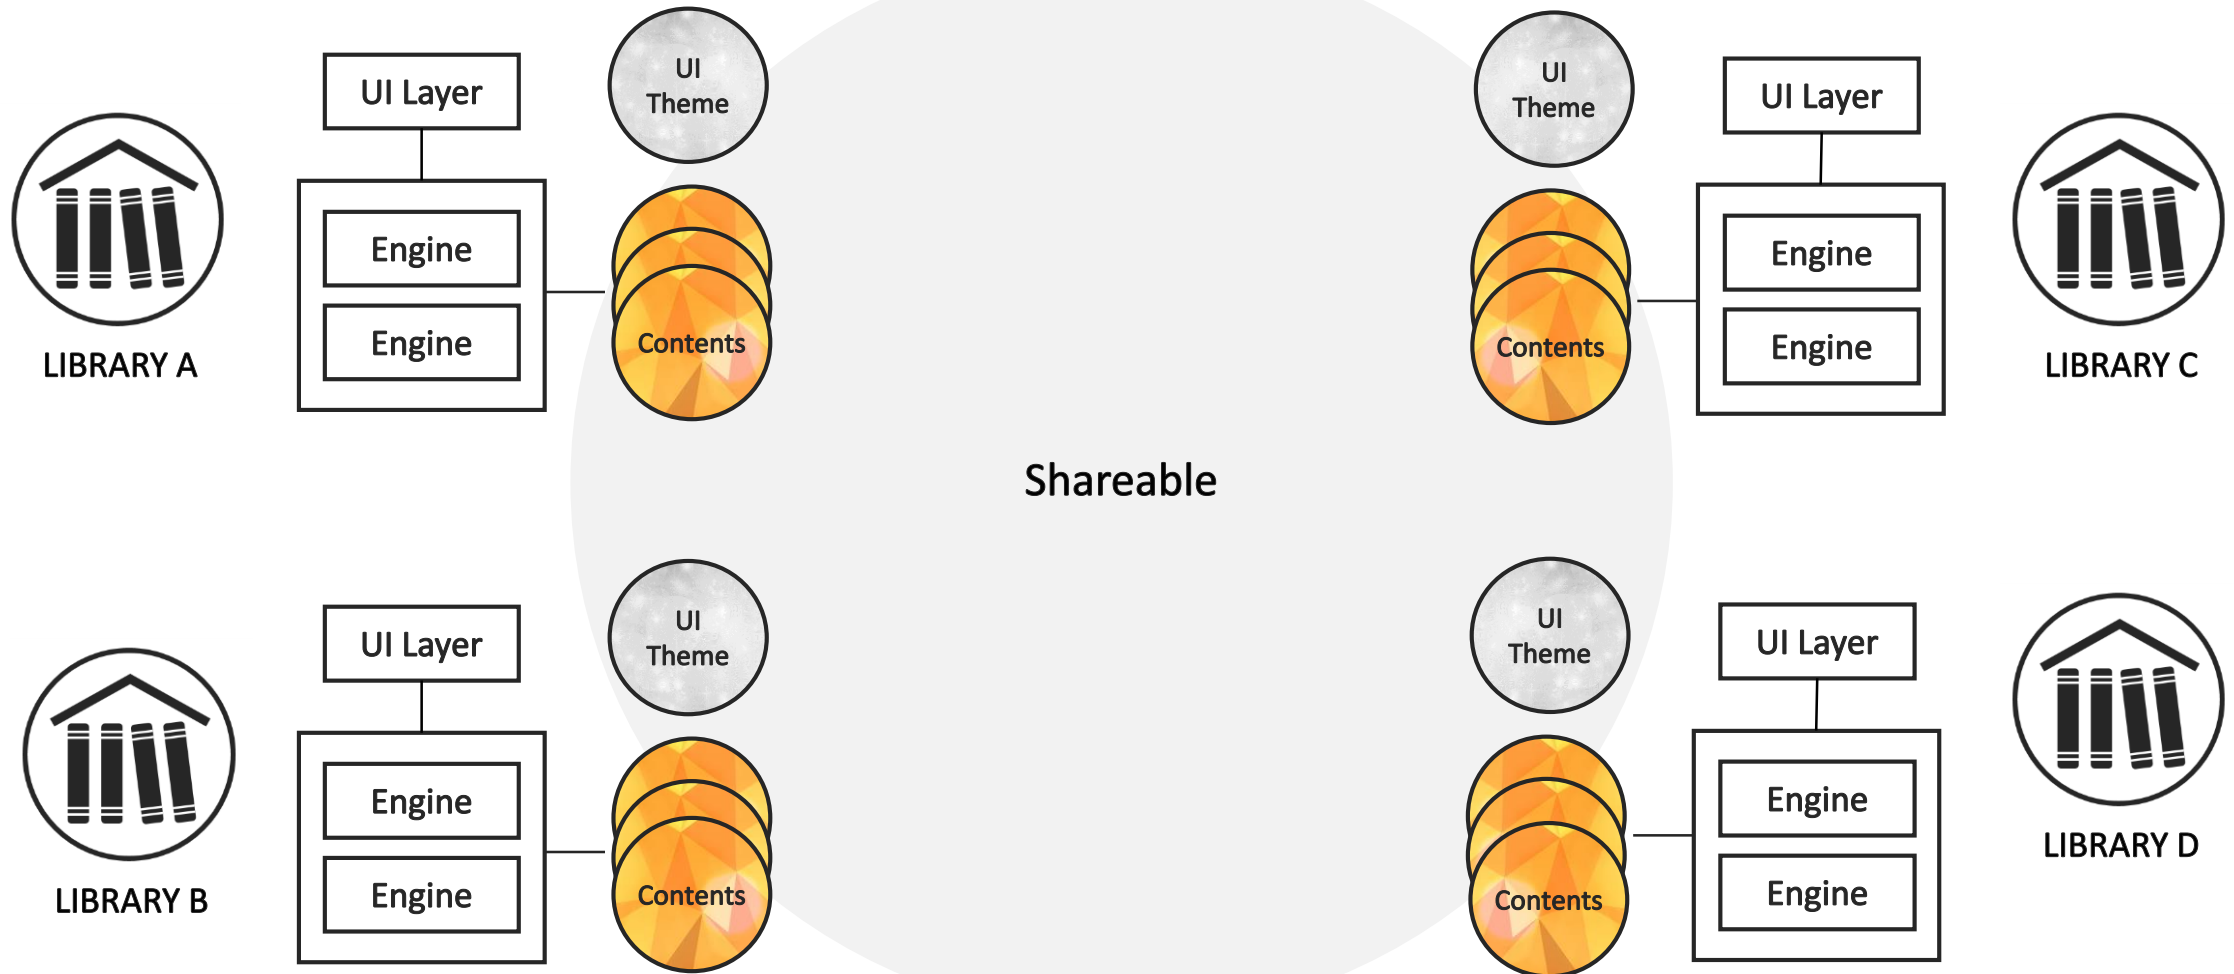 UI Layer
UI
Theme
Engine
Engine
Contents
LIBRARY A
UI
Theme
UI Layer
Engine
Engine
Contents
LIBRARY C
Shareable
UI Layer
UI
Theme
Engine
Engine
Contents
LIBRARY B
UI
Theme
UI Layer
Engine
Engine
Contents
LIBRARY D